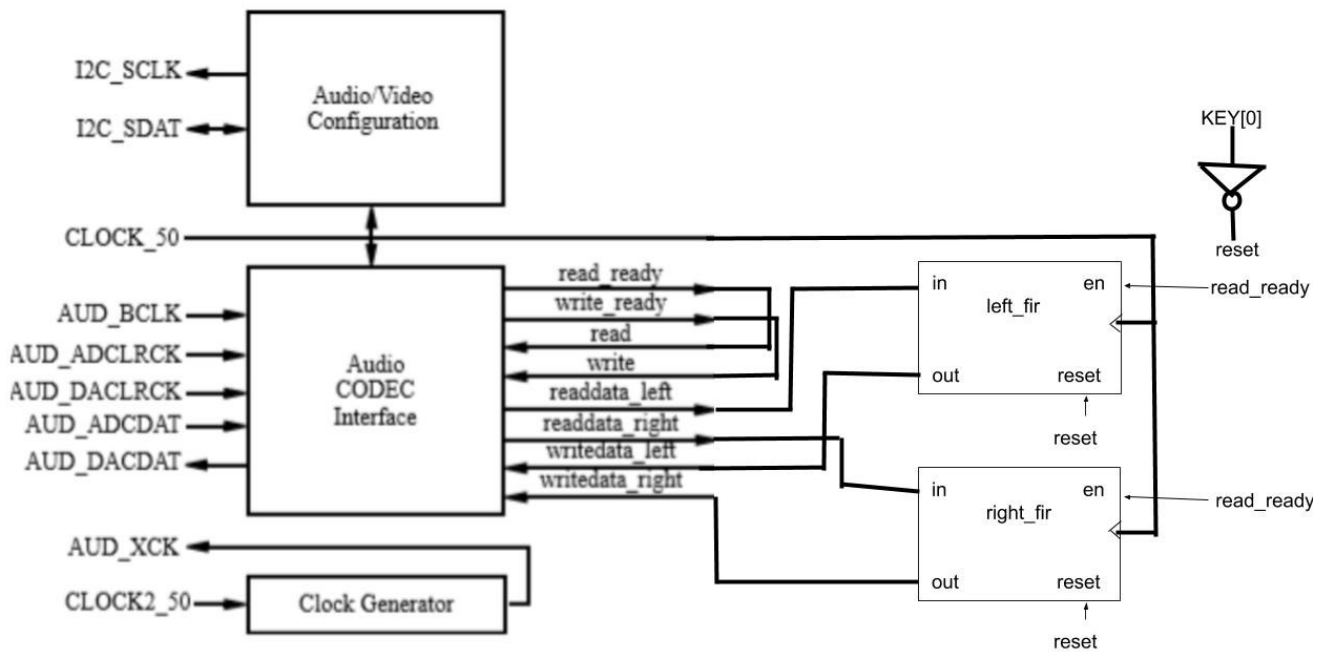 I2C_SCLK
I2C_SDAT
Audio/Video
Configuration
KEY[0]
reset
CLOCK_50
AUD_BCLK
AUD_ADCLRCK
AUD_DACLRCK
AUD_ADCDAT
AUD_DACDAT
Audio
CODEC
Interface
read_ready
write_ready
read
write
readdata_left
readdata_right
writedata_left
writedata_right
in
en
left_fir
out
reset
read_ready
reset
in
en
right_fir
out
reset
read_ready
reset
AUD_XCK
CLOCK2_50
Clock Generator